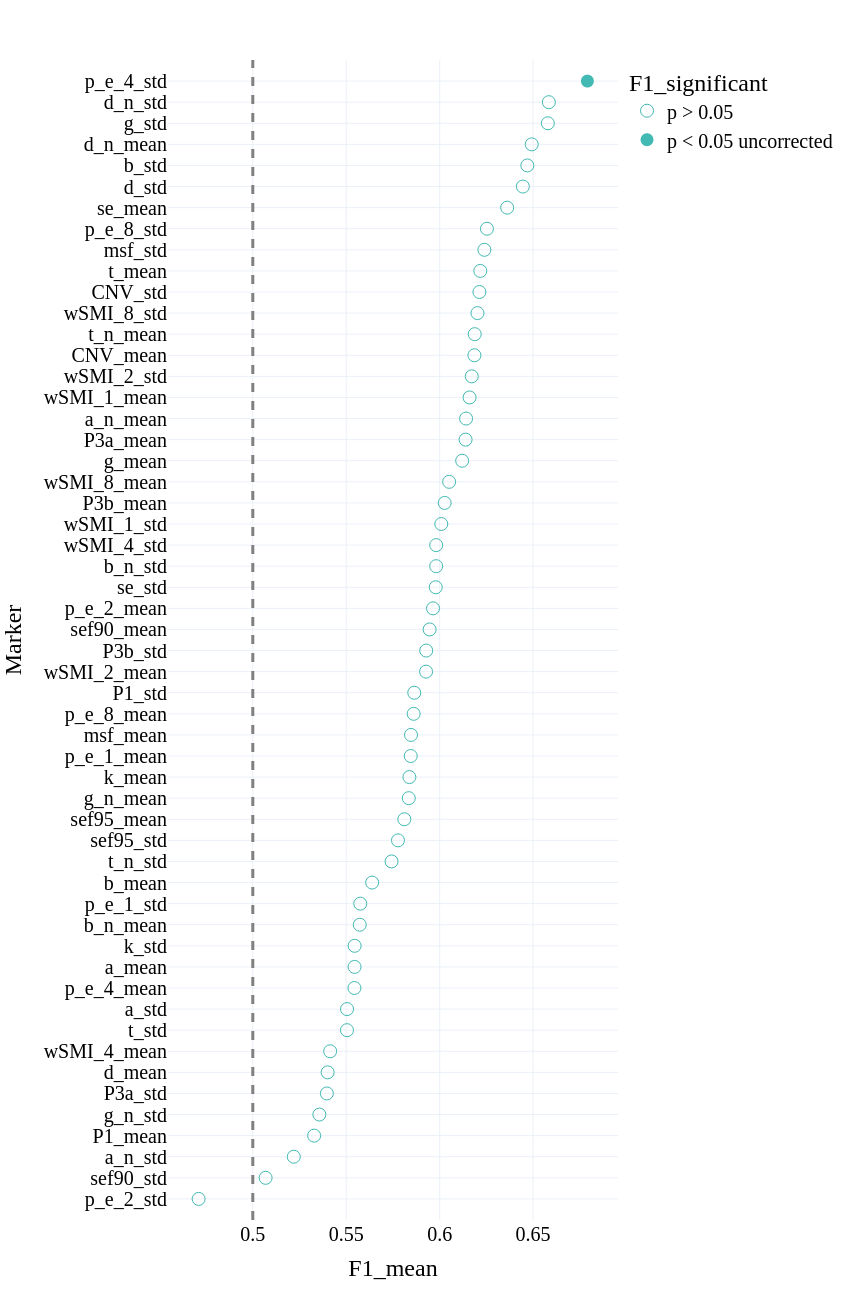 F1_significant
p > 0.05
p < 0.05 uncorrected
Marker
p_e_4_std
d_n_std
g_std
d_n_mean
b_std
d_std
se_mean
p_e_8_std
msf_std
t_mean
CNV_std
wSMI_8_std
t_n_mean
CNV_mean
wSMI_2_std
wSMI_1_mean
a_n_mean
P3a_mean
g_mean
wSMI_8_mean
P3b_mean
wSMI_1_std
wSMI_4_std
b_n_std
se_std
p_e_2_mean
sef90_mean
P3b_std
wSMI_2_mean
P1_std
p_e_8_mean
msf_mean
p_e_1_mean
k_mean
g_n_mean
sef95_mean
sef95_std
t_n_std
b_mean
p_e_1_std
b_n_mean
k_std
a_mean
p_e_4_mean
a_std
t_std
wSMI_4_mean
d_mean
P3a_std
g_n_std
P1_mean
a_n_std
sef90_std
p_e_2_std
0.5 0.55 0.6 0.65
F1_mean